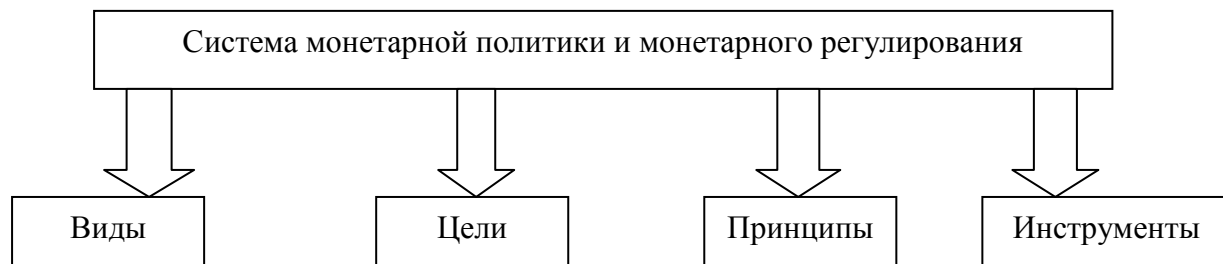 Система монетарной политики и монетарного регулирования
Виды
Цели
Принципы
Инструменты